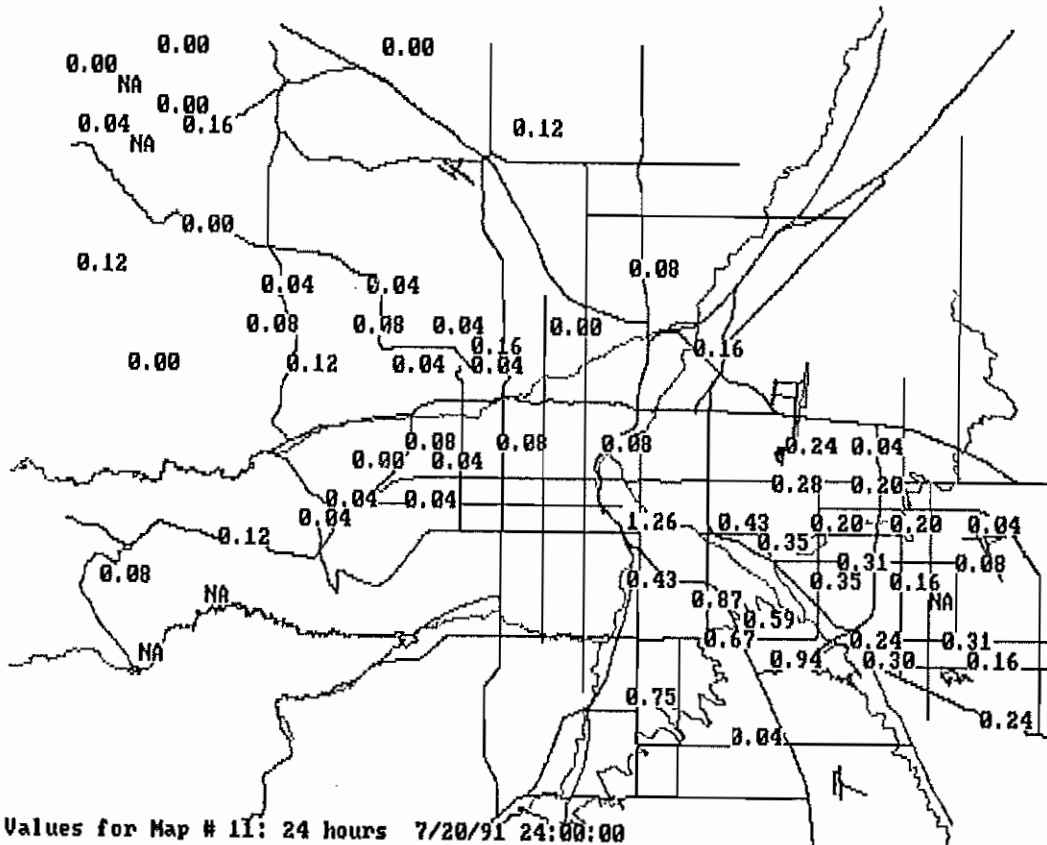 0.00 0.00
0.00
NA
0.00
0.04 0.16 0.12
NA
0.00
0.12 0.08
0.04 0.04
0.08 0.08 0.04 0.00
0.16 0.16
0.00 0.12 0.04 0.04
0.08 0.08 0.08 0.24 0.04
0.00 0.04
0.28 0.20
0.04 0.04
0.04 1.26 0.43 0.20 0.20 0.04
0.12 0.35
0.31 0.08
0.08 0.43 0.35 0.16
NA 0.87 NA
0.59
0.67 0.24 0.31
NA 0.94 0.30 0.16
0.75
0.24
0.04
Values for Map # 11: 24 hours 7/20/91 24:00:00